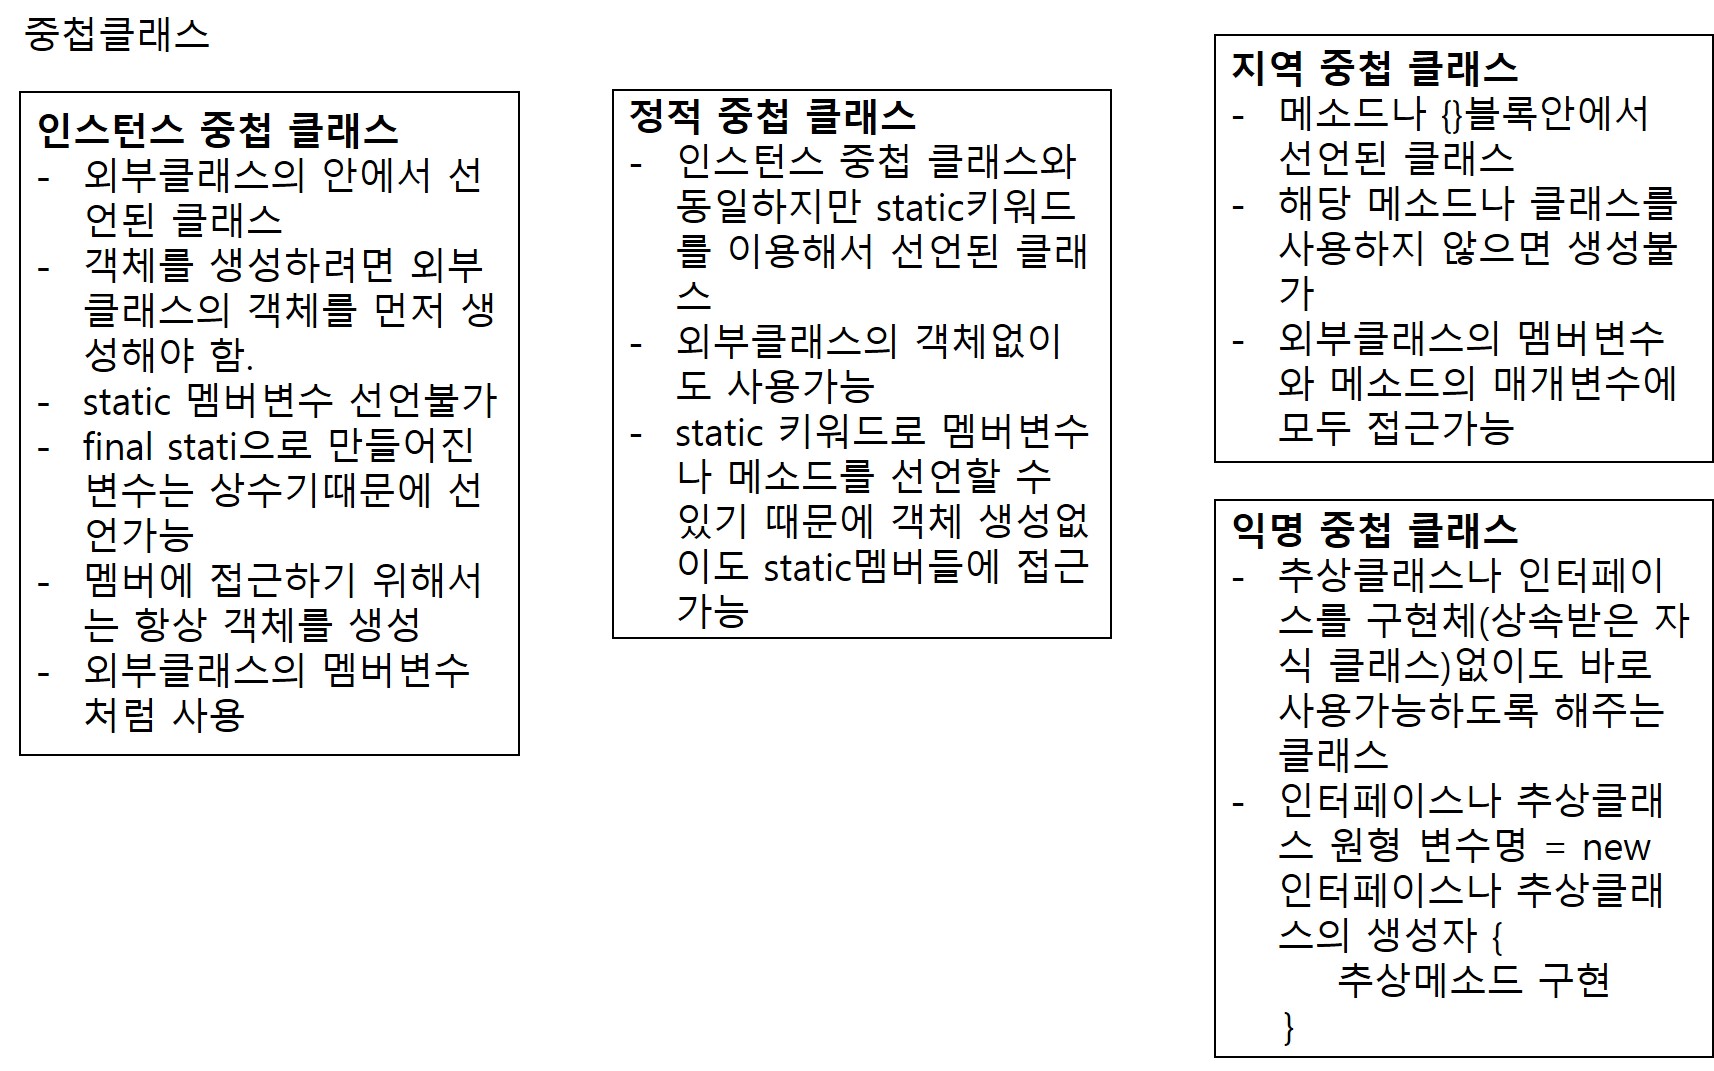 중첩클래스
인스턴스 중첩 클래스
- 외부클래스의 안에서 선
언된 클래스
- 객체를 생성하려면 외부
클래스의 객체를 먼저 생
성해야 함.
- static 멤버변수 선언불가
- final stati으로 만들어진
변수는 상수기때문에 선
언가능
- 멤버에 접근하기 위해서
는 항상 객체를 생성
- 외부클래스의 멤버변수
처럼 사용
정적 중첩 클래스
- 인스턴스 중첩 클래스와
동일하지만 static키워드
를 이용해서 선언된 클래
스
- 외부클래스의 객체없이
도 사용가능
- static 키워드로 멤버변수
나 메소드를 선언할 수
있기 때문에 객체 생성없
이도 static멤버들에 접근
가능
지역 중첩 클래스
- 메소드나 {}블록안에서
선언된 클래스
- 해당 메소드나 클래스를
사용하지 않으면 생성불
가
- 외부클래스의 멤버변수
와 메소드의 매개변수에
모두 접근가능
익명 중첩 클래스
- 추상클래스나 인터페이
스를 구현체(상속받은 자
식 클래스)없이도 바로
사용가능하도록 해주는
클래스
- 인터페이스나 추상클래
스 원형 변수명 = new
인터페이스나 추상클래
스의 생성자 {
추상메소드 구현
}